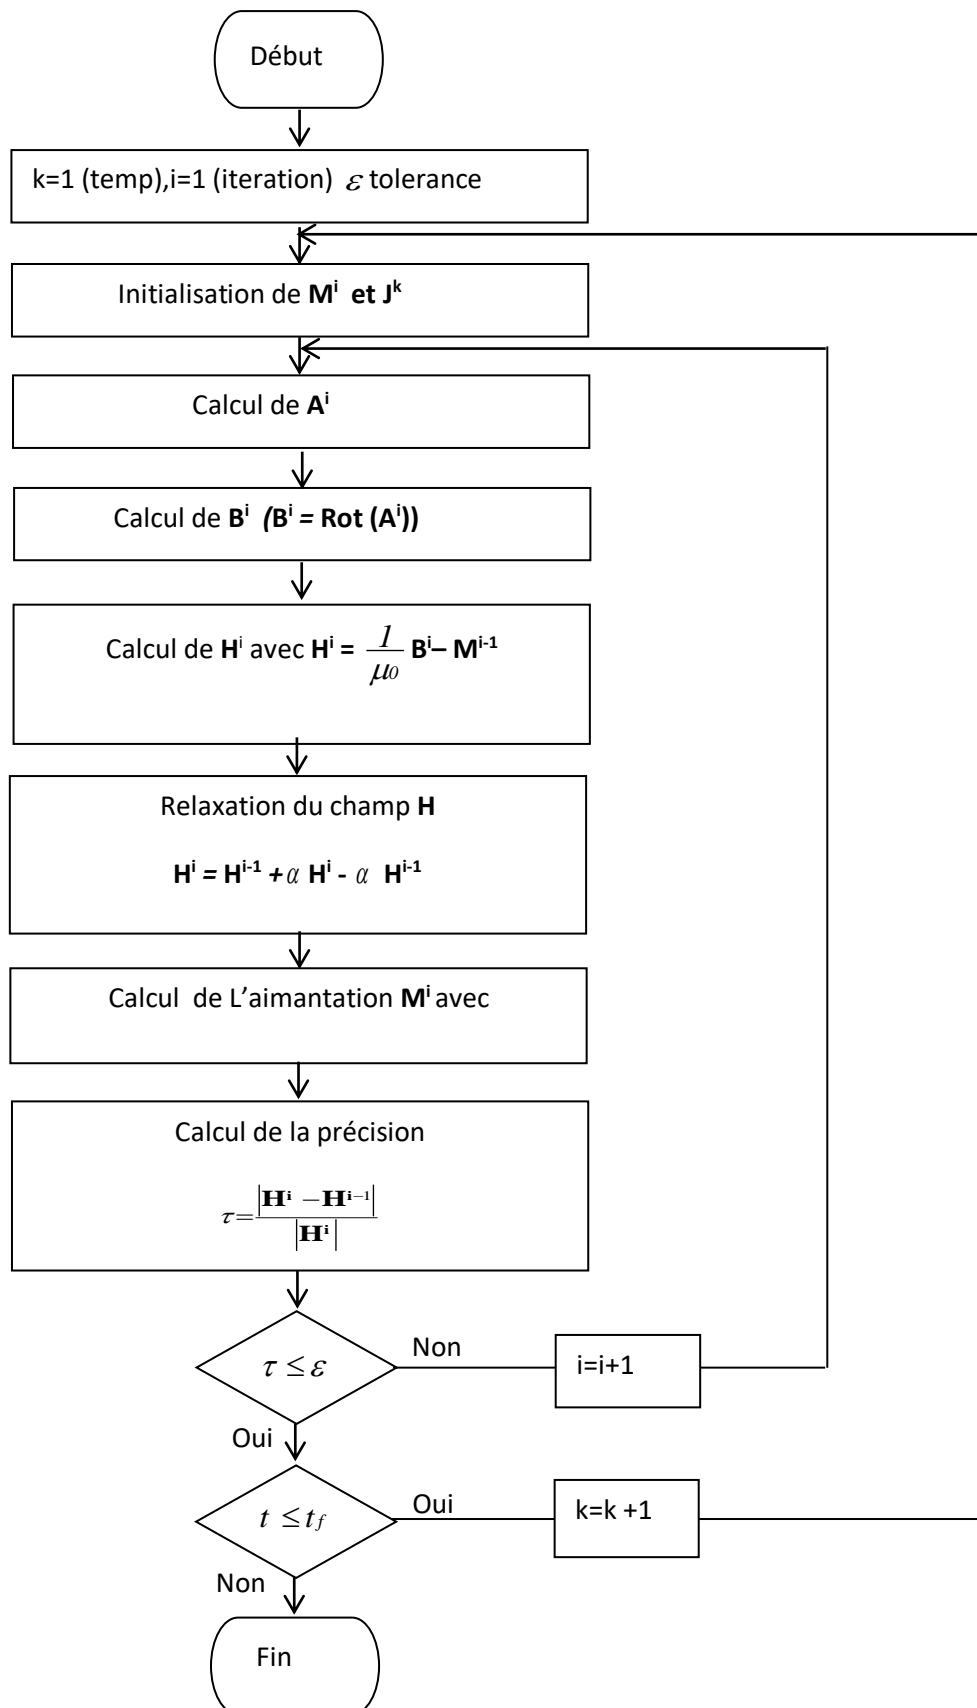 Début
k=1 (temp),i=1 (iteration) ε tolerance
Initialisation de Mⁱ et Jᵏ
Calcul de Aⁱ
Calcul de Bⁱ (Bⁱ = Rot (Aⁱ))
Calcul de Hⁱ avec Hⁱ = 1/μ₀ Bⁱ– Mⁱ⁻¹
Relaxation du champ H
Hⁱ = Hⁱ⁻¹ + α Hⁱ - α Hⁱ⁻¹
Calcul de L'aimantation Mⁱ avec
Calcul de la précision
τ=|Hⁱ −Hⁱ⁻¹|/|Hⁱ|
τ ≤ ε
Non
i=i+1
Oui
t ≤ t_f
Oui
k=k +1
Non
Fin